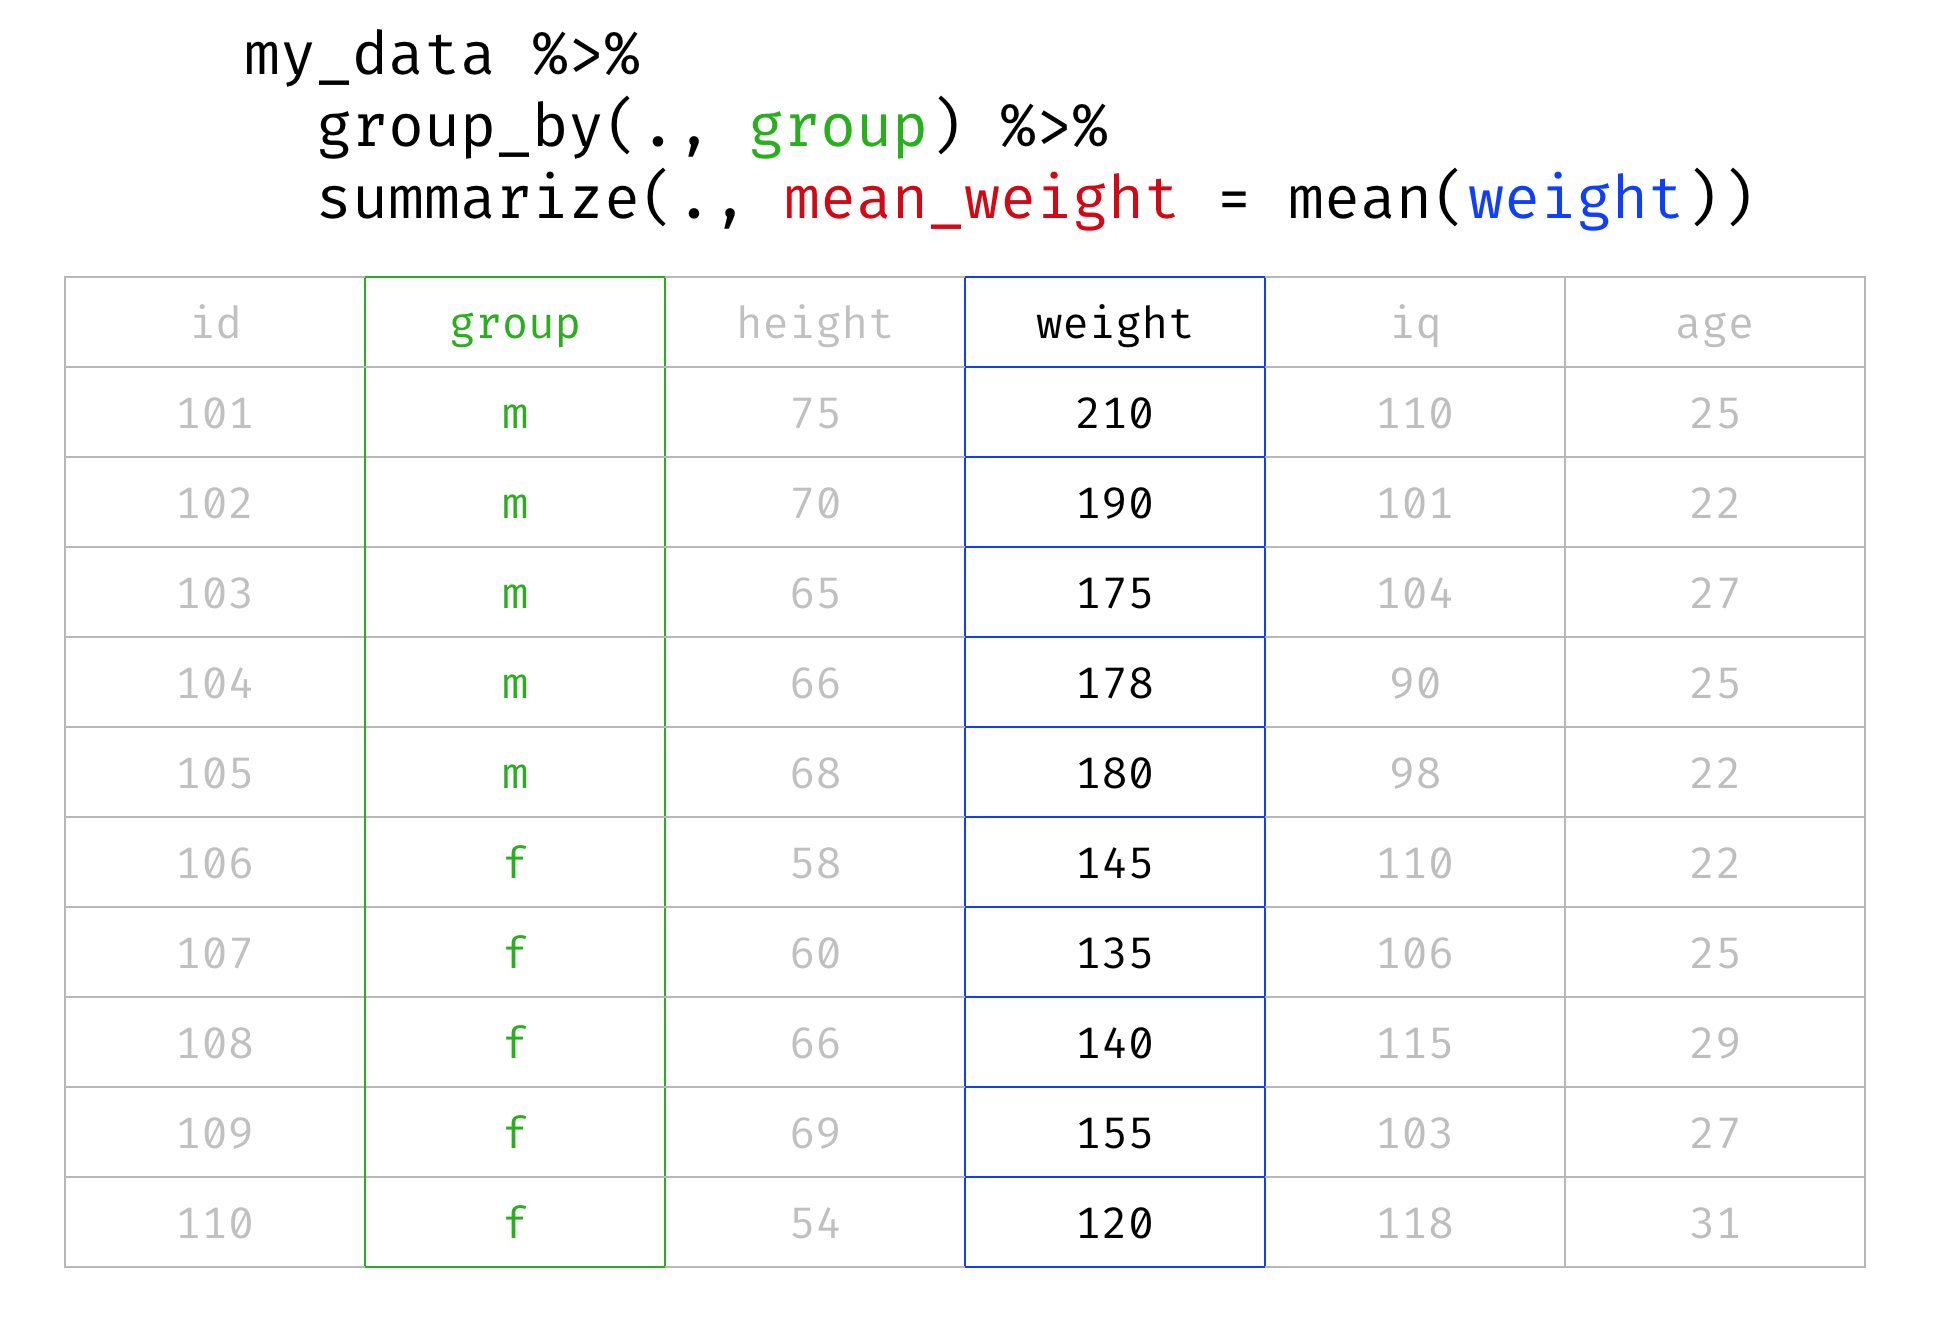 my_data %>%
group_by(., group) %>%
summarize(., mean_weight = mean(weight))
id group height weight iq age
101 m 75 210 110 25
102 m 70 190 101 22
103 m 65 175 104 27
104 m 66 178 90 25
105 m 68 180 98 22
106 f 58 145 110 22
107 f 60 135 106 25
108 f 66 140 115 29
109 f 69 155 103 27
110 f 54 120 118 31